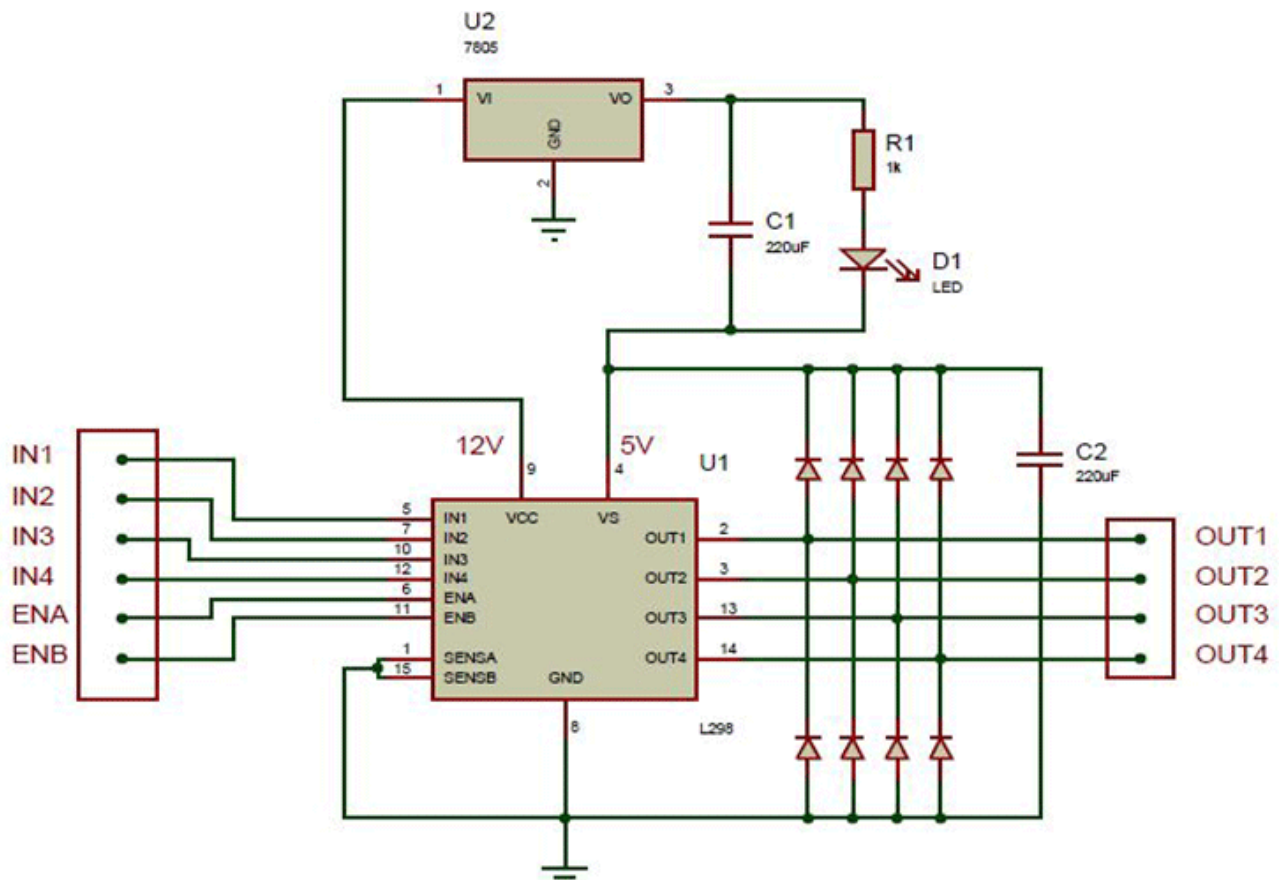 U2
7805
1
VI
VO
3
GND
2
R1
1k
C1
220uF
D1
LED
12V
5V
9
4
U1
C2
220uF
IN1
IN2
IN3
IN4
ENA
ENB
5
7
10
12
6
11
1
15
IN1
IN2
IN3
IN4
ENA
ENB
SENSA
SENSB
VCC
VS
GND
8
OUT1
OUT2
OUT3
OUT4
2
3
13
14
L298
OUT1
OUT2
OUT3
OUT4